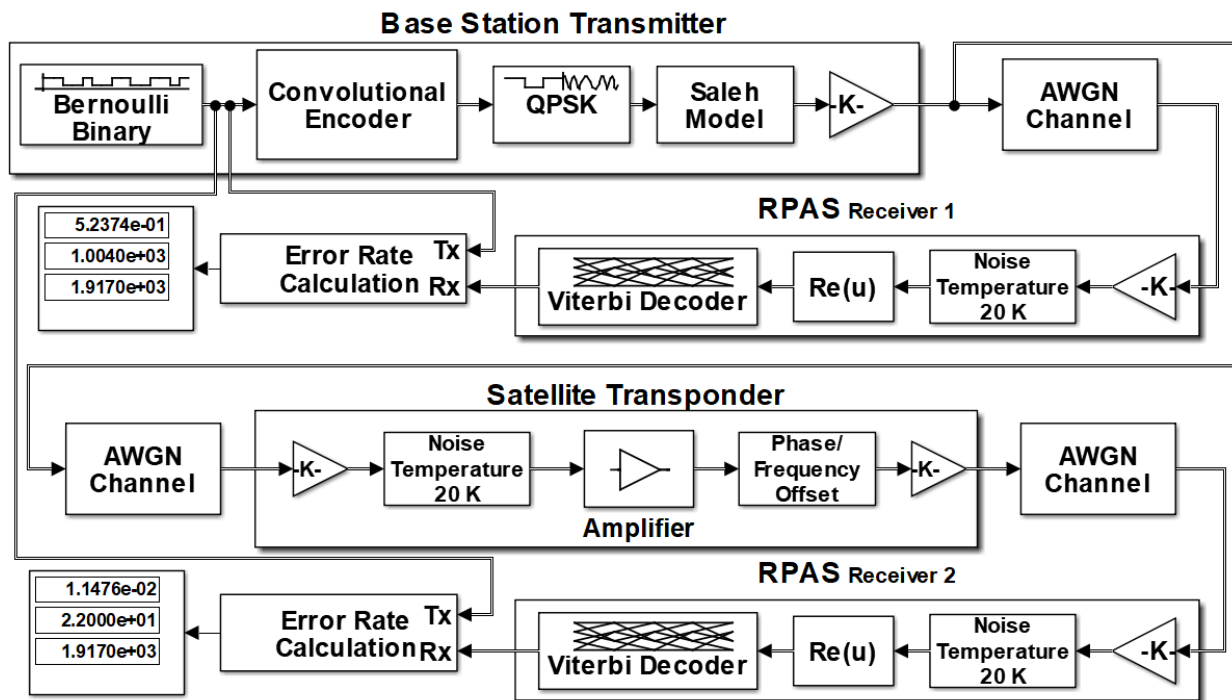 Base Station Transmitter
Bernoulli
Binary
Convolutional
Encoder
QPSK
Saleh
Model
-K-
AWGN
Channel
5.2374e-01
1.0040e+03
1.9170e+03
Error Rate
Calculation
Tx
Rx
RPAS Receiver 1
Viterbi Decoder
Re(u)
Noise
Temperature
20 K
-K-
Satellite Transponder
AWGN
Channel
-K-
Noise
Temperature
20 K
Amplifier
Phase/
Frequency
Offset
-K-
AWGN
Channel
1.1476e-02
2.2000e+01
1.9170e+03
Error Rate
Calculation
Tx
Rx
RPAS Receiver 2
Viterbi Decoder
Re(u)
Noise
Temperature
20 K
-K-